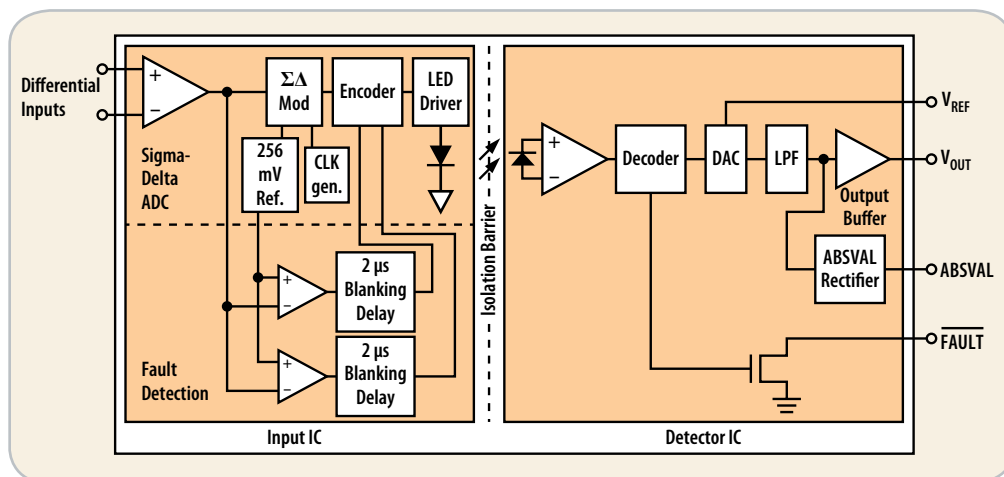 Differential
Inputs
+
−
ΣΔ
Mod
Encoder
LED
Driver
Sigma-
Delta
ADC
256
mV
Ref.
CLK
gen.
+
−
2 µs
Blanking
Delay
+
−
2 µs
Blanking
Delay
Fault
Detection
Input IC
Isolation Barrier
+
−
Decoder
DAC
LPF
Output
Buffer
ABSVAL
Rectifier
VREF
VOUT
ABSVAL
FAULT
Detector IC